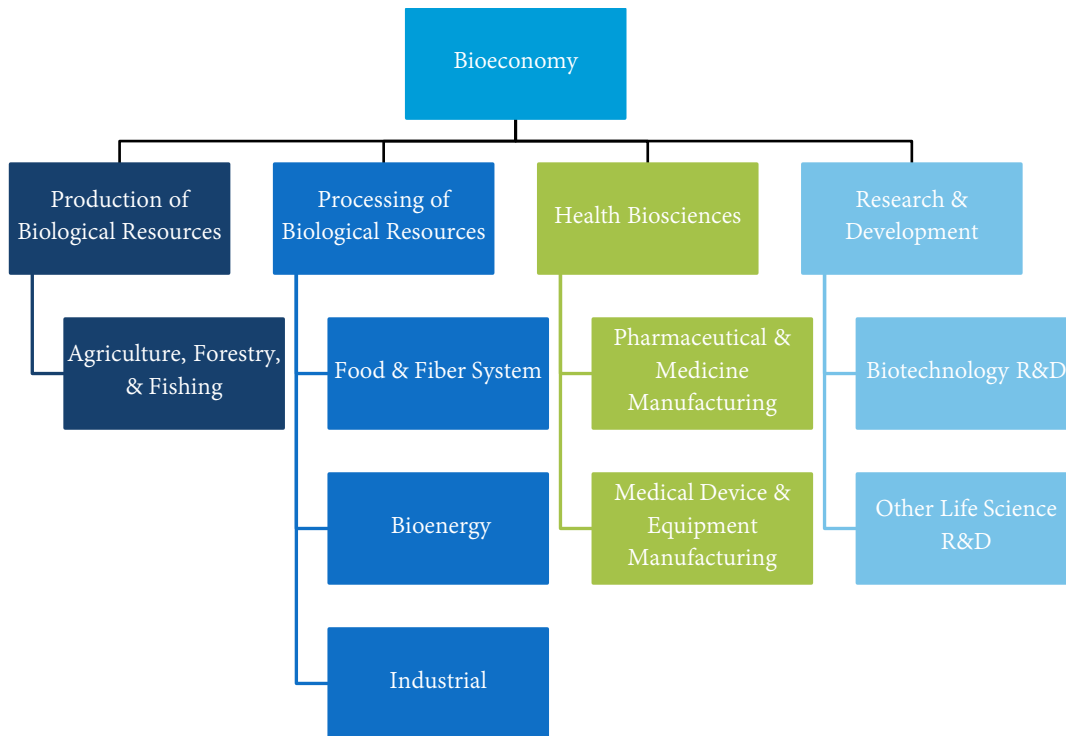 Bioeconomy
Production of
Biological Resources
Processing of
Biological Resources
Health Biosciences
Research &
Development
Agriculture, Forestry,
& Fishing
Food & Fiber System
Pharmaceutical &
Medicine
Manufacturing
Biotechnology R&D
Bioenergy
Medical Device &
Equipment
Manufacturing
Other Life Science
R&D
Industrial